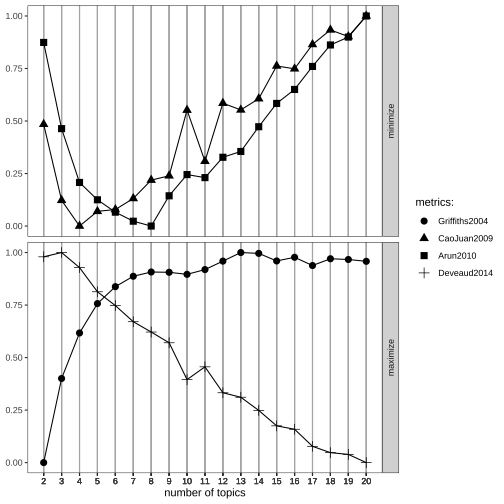 1.00
0.75
0.50
0.25
0.00
minimize
1.00
0.75
0.50
0.25
0.00
maximize
2 3 4 5 6 7 8 9 10 11 12 13 14 15 16 17 18 19 20
number of topics
metrics:
Griffiths2004
CaoJuan2009
Arun2010
Deveaud2014